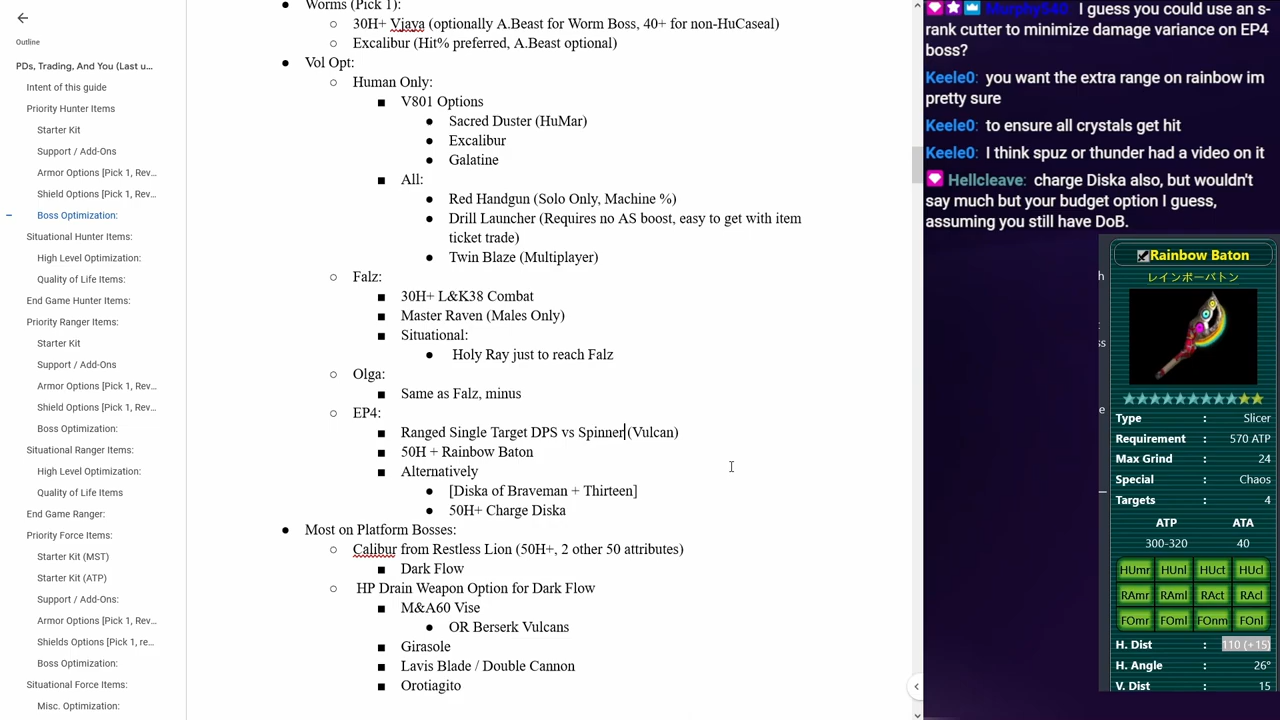 Outline
PDs, Trading, And You (Last u...
Intent of this guide
Priority Hunter Items
Starter Kit
Support / Add-Ons
Armor Options [Pick 1, Rev...
Shield Options [Pick 1, Rev...
Boss Optimization:
Situational Hunter Items:
High Level Optimization:
Quality of Life Items:
End Game Hunter Items:
Priority Ranger Items:
Starter Kit
Support / Add-Ons:
Armor Options [Pick 1, Rev...
Shield Options [Pick 1, Rev...
Boss Optimization:
Situational Ranger Items:
High Level Optimization:
Quality of Life Items
End Game Ranger:
Priority Force Items:
Starter Kit (MST)
Starter Kit (ATP)
Support / Add-Ons:
Armor Options [Pick 1, Rev...
Shields Options [Pick 1, re...
Boss Optimization:
Situational Force Items:
Misc. Optimization:
Worms (Pick 1):
30H+ Vjaya (optionally A.Beast for Worm Boss, 40+ for non-HuCaseal)
Excalibur (Hit% preferred, A.Beast optional)
Vol Opt:
Human Only:
V801 Options
Sacred Duster (HuMar)
Excalibur
Galatine
All:
Red Handgun (Solo Only, Machine %)
Drill Launcher (Requires no AS boost, easy to get with item
ticket trade)
Twin Blaze (Multiplayer)
Falz:
30H+ L&K38 Combat
Master Raven (Males Only)
Situational:
Holy Ray just to reach Falz
Olga:
Same as Falz, minus
EP4:
Ranged Single Target DPS vs Spinner (Vulcan)
50H + Rainbow Baton
Alternatively
[Diska of Braveman + Thirteen]
50H+ Charge Diska
Most on Platform Bosses:
Calibur from Restless Lion (50H+, 2 other 50 attributes)
Dark Flow
HP Drain Weapon Option for Dark Flow
M&A60 Vise
OR Berserk Vulcans
Girasole
Lavis Blade / Double Cannon
Orotiagito
Murphy540: I guess you could use an s-
rank cutter to minimize damage variance on EP4
boss?
Keele0: you want the extra range on rainbow im
pretty sure
Keele0: to ensure all crystals get hit
Keele0: I think spuz or thunder had a video on it
Hellcleave: charge Diska also, but wouldn't
say much but your budget option I guess,
assuming you still have DoB.
Rainbow Baton
レインボーバトン
Type : Slicer
Requirement : 570 ATP
Max Grind : 24
Special : Chaos
Targets : 4
ATP ATA
300-320 40
HUmr HUnl HUct HUcl
RAmr RAml RAct RAcl
FOmr FOml FOnm FOnl
H. Dist : 110 (+15)
H. Angle : 26°
V. Dist : 15